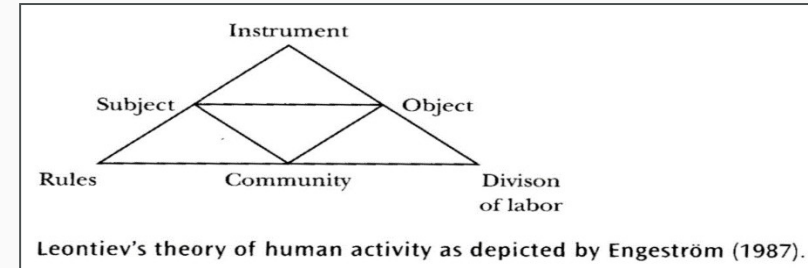 Instrument
Subject Object
Rules Community Divison
of labor
Leontiev's theory of human activity as depicted by Engeström (1987).